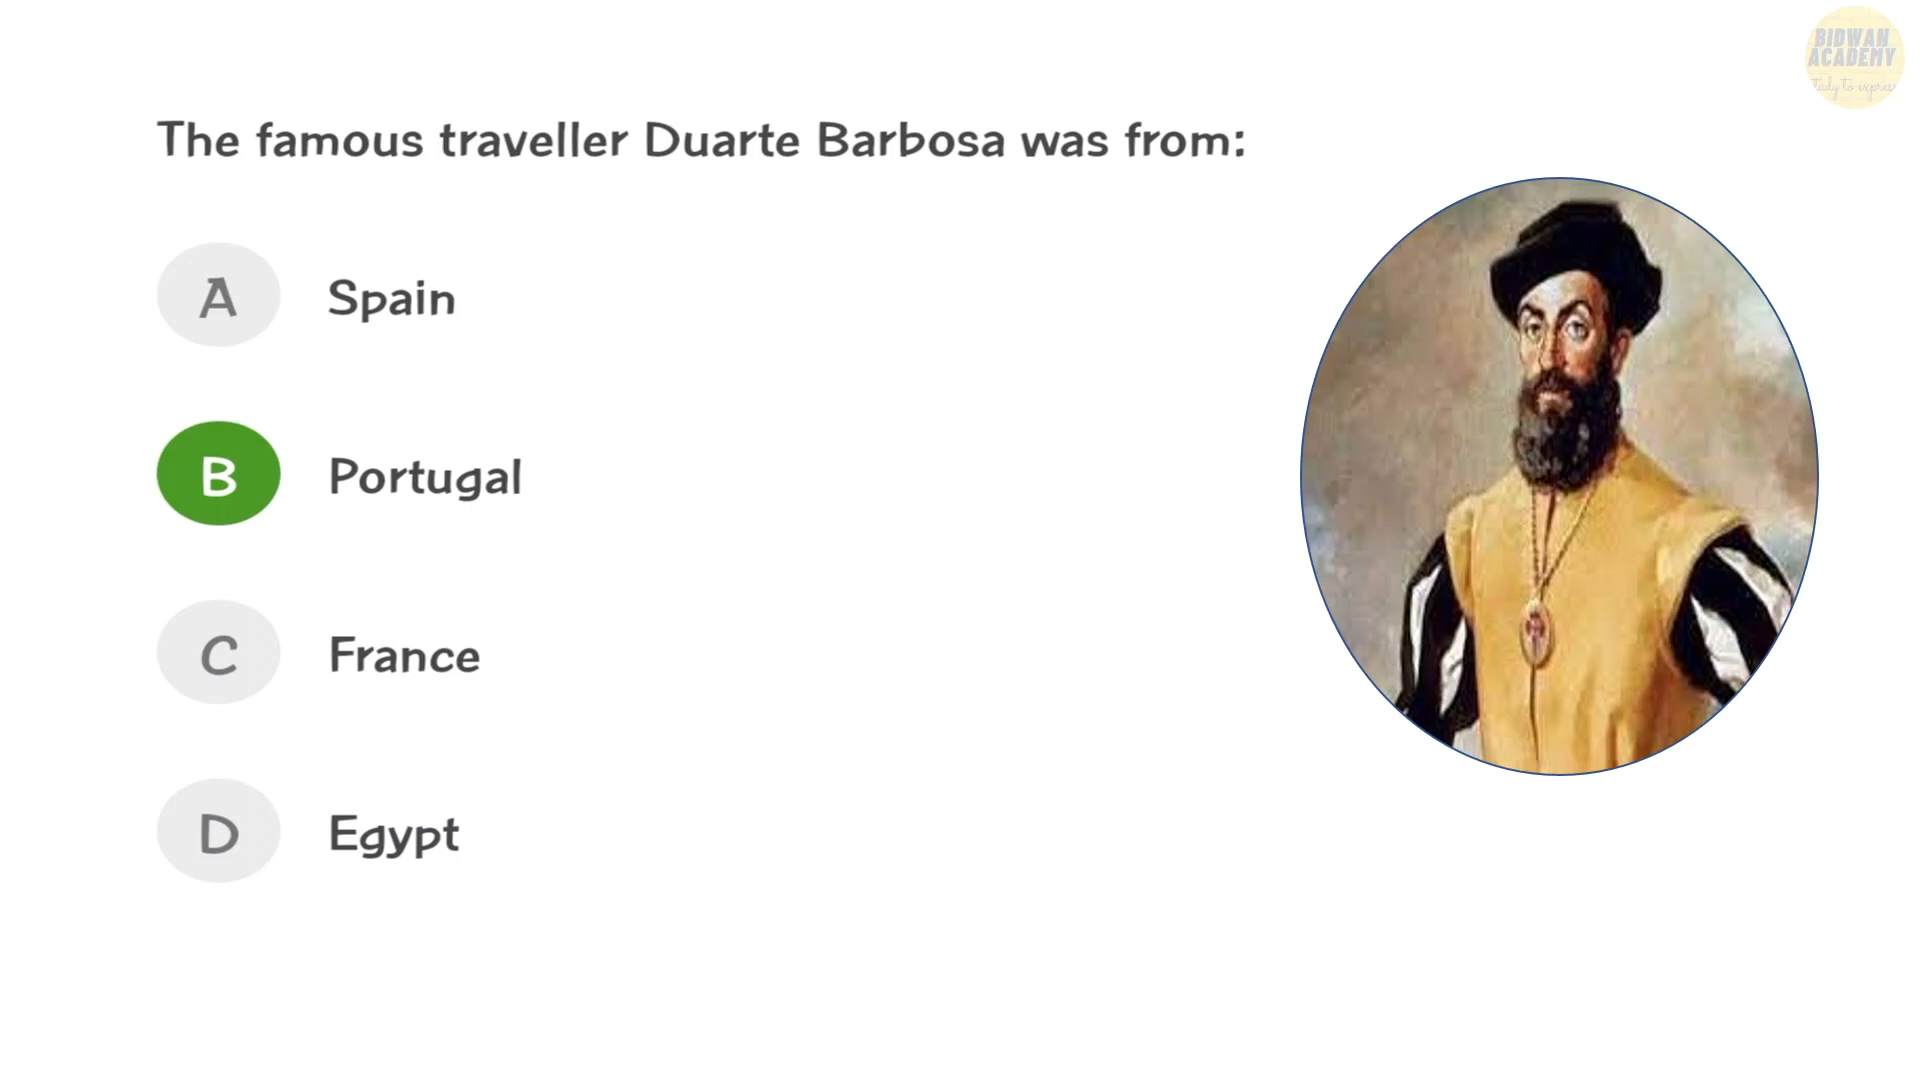 BIDWAN
ACADEMY
The famous traveller Duarte Barbosa was from:
A Spain
B Portugal
C France
D Egypt